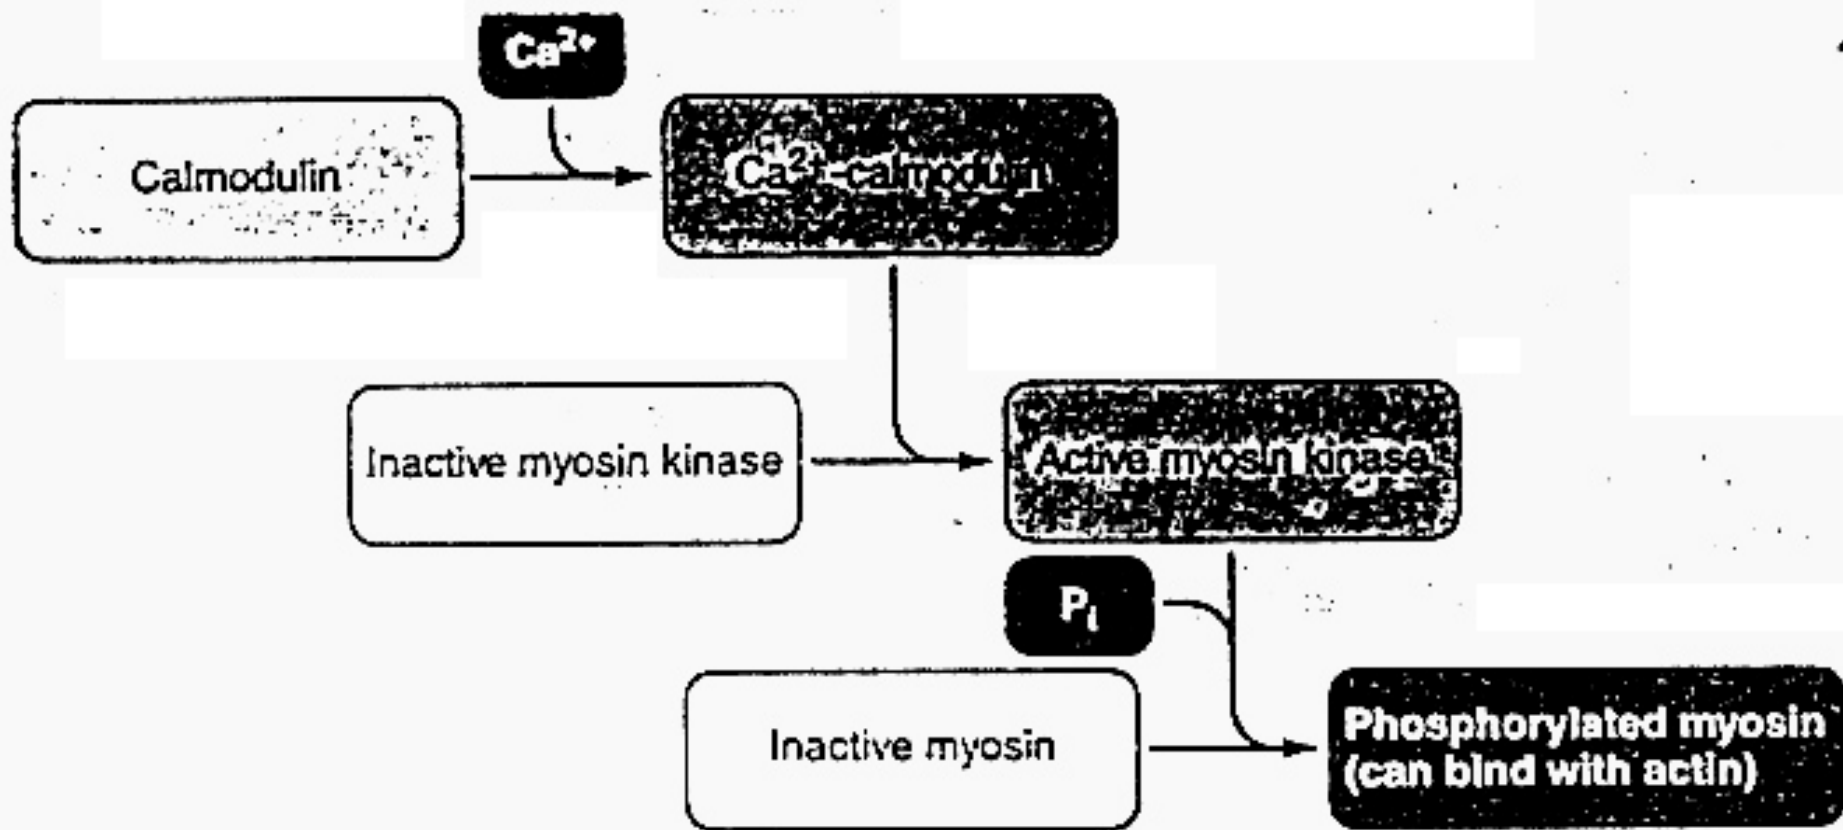 Ca²⁺
Calmodulin
Ca²⁺-calmodulin
Inactive myosin kinase
Active myosin kinase
Pᵢ
Inactive myosin
Phosphorylated myosin
(can bind with actin)